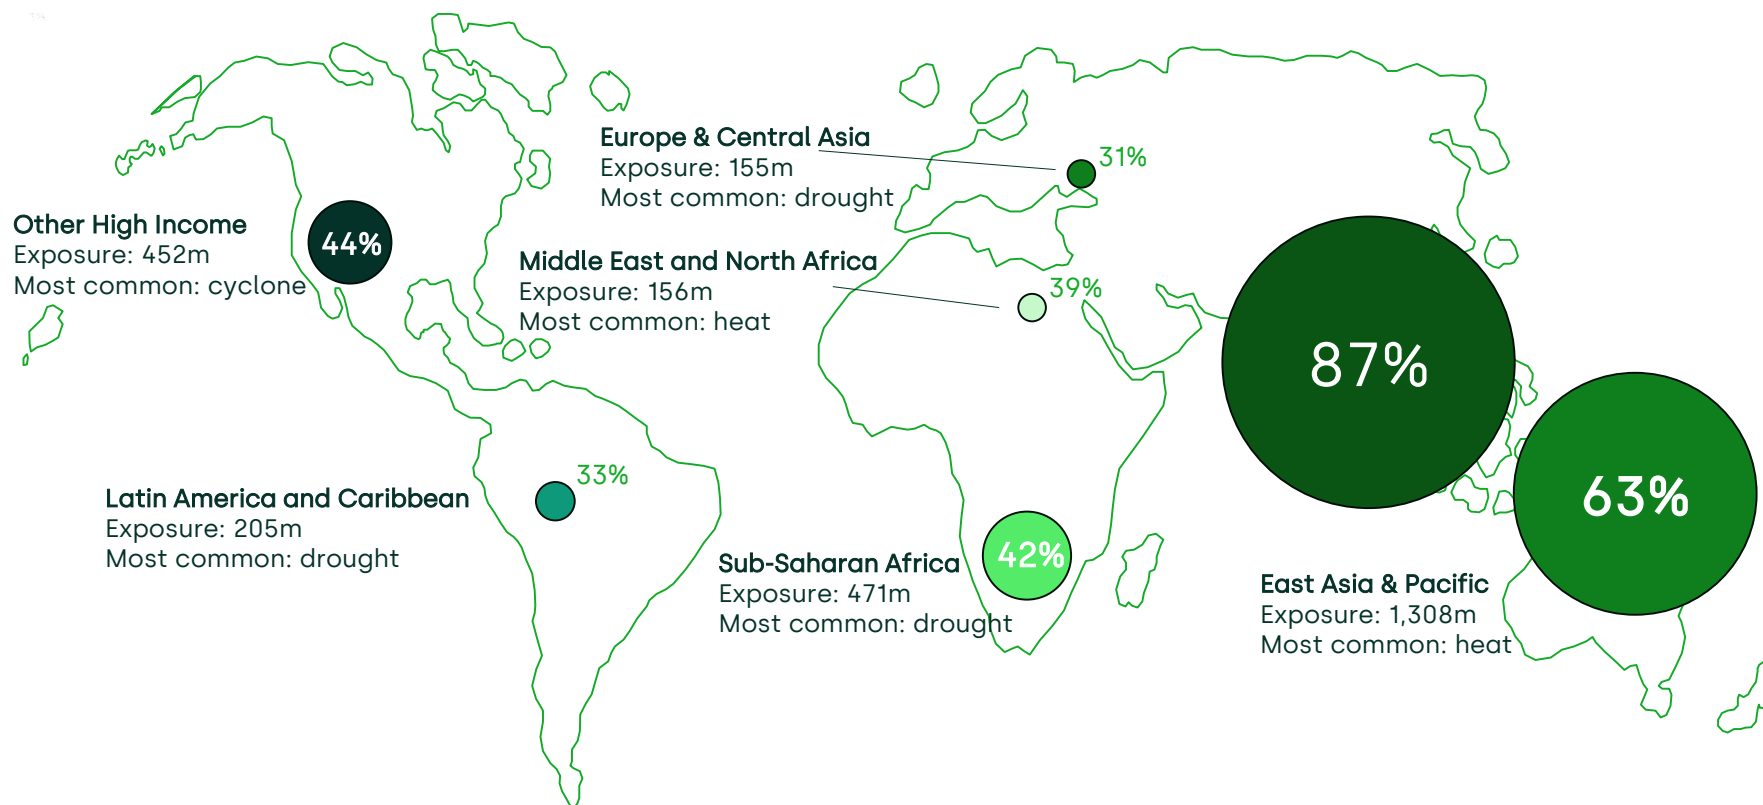 Europe & Central Asia
Exposure: 155m
Most common: drought
31%
Other High Income
Exposure: 452m
Most common: cyclone
44%
Middle East and North Africa
Exposure: 156m
Most common: heat
39%
87%
63%
Latin America and Caribbean
Exposure: 205m
Most common: drought
33%
Sub-Saharan Africa
Exposure: 471m
Most common: drought
42%
East Asia & Pacific
Exposure: 1,308m
Most common: heat